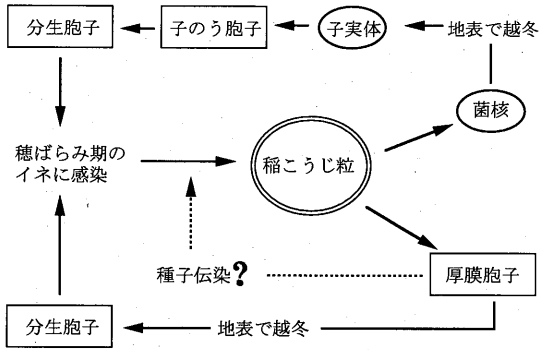 分生胞子
子のう胞子
子実体
地表で越冬
菌核
穂ばらみ期の
イネに感染
稲こうじ粒
種子伝染?
厚膜胞子
分生胞子
地表で越冬